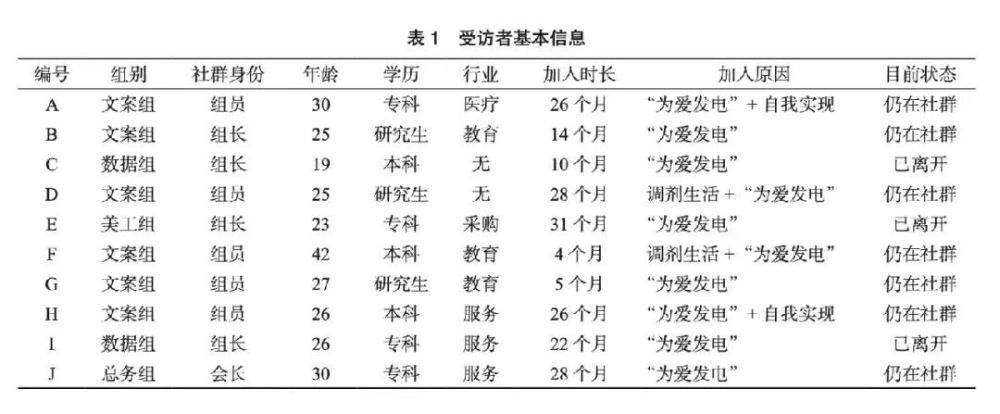 表 1 受访者基本信息
编号 组别 社群身份 年龄 学历 行业 加入时长 加入原因 目前状态
A 文案组 组员 30 专科 医疗 26 个月 “为爱发电” + 自我实现 仍在社群
B 文案组 组长 25 研究生 教育 14 个月 “为爱发电” 仍在社群
C 数据组 组长 19 本科 无 10 个月 “为爱发电” 已离开
D 文案组 组员 25 研究生 无 28 个月 调剂生活 + “为爱发电” 仍在社群
E 美工组 组长 23 专科 采购 31 个月 “为爱发电” 已离开
F 文案组 组员 42 本科 教育 4 个月 调剂生活 + “为爱发电” 仍在社群
G 文案组 组员 27 研究生 教育 5 个月 “为爱发电” 仍在社群
H 文案组 组员 26 本科 服务 26 个月 “为爱发电” + 自我实现 仍在社群
I 数据组 组长 26 专科 服务 22 个月 “为爱发电” 已离开
J 总务组 会长 30 专科 服务 28 个月 “为爱发电” 仍在社群